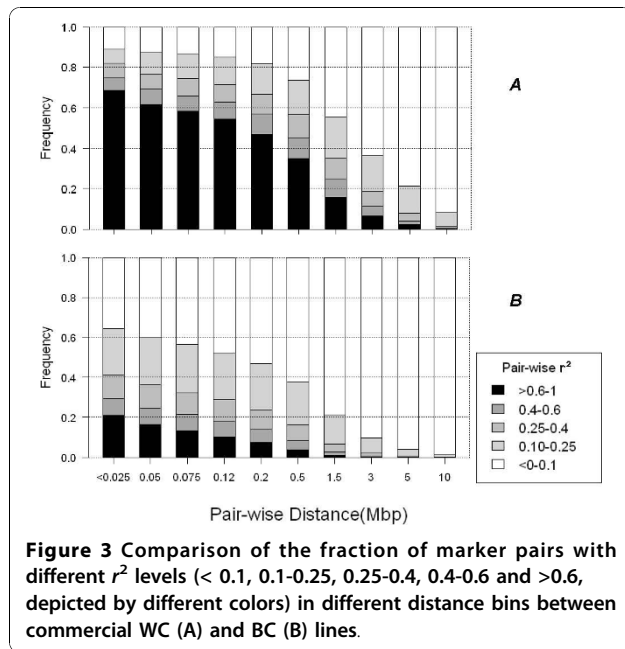 1.0
0.8
0.6
0.4
0.2
0.0
Frequency
A
1.0
0.8
0.6
0.4
0.2
0.0
Frequency
B
Pair-wise r²
>0.6-1
0.4-0.6
0.25-0.4
0.10-0.25
<0-0.1
<0.025 0.05 0.075 0.12 0.2 0.5 1.5 3 5 10
Pair-wise Distance(Mbp)
Figure 3 Comparison of the fraction of marker pairs with
different r² levels (< 0.1, 0.1-0.25, 0.25-0.4, 0.4-0.6 and >0.6,
depicted by different colors) in different distance bins between
commercial WC (A) and BC (B) lines.